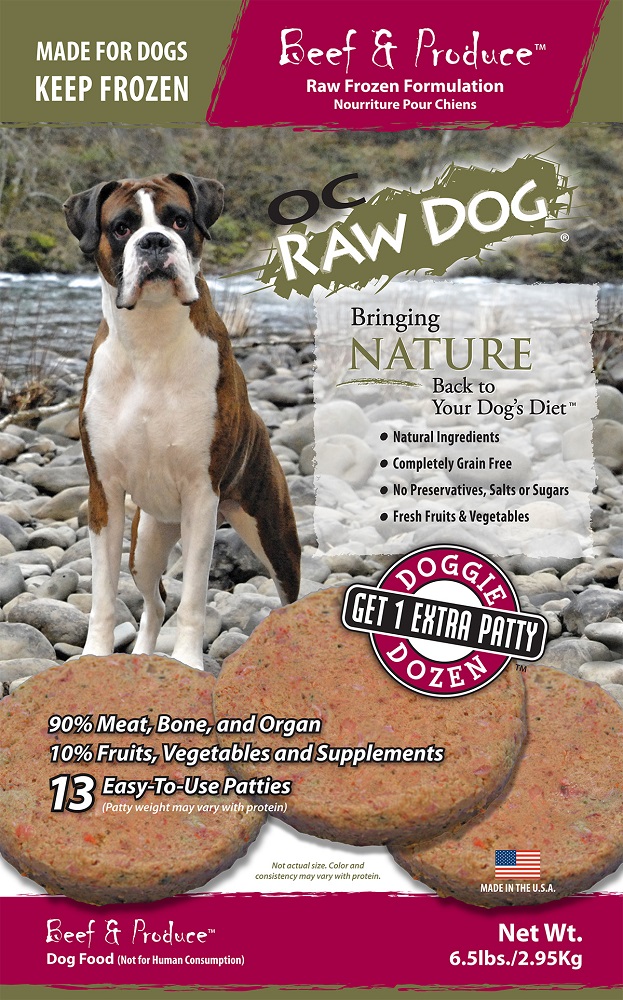 MADE FOR DOGS
KEEP FROZEN
Beef & Produce™
Raw Frozen Formulation
Nourriture Pour Chiens
OC
RAW DOG®
Bringing
NATURE
Back to
Your Dog's Diet™
• Natural Ingredients
• Completely Grain Free
• No Preservatives, Salts or Sugars
• Fresh Fruits & Vegetables
DOGGIE
GET 1 EXTRA PATTY
DOZEN™
90% Meat, Bone, and Organ
10% Fruits, Vegetables and Supplements
13 Easy-To-Use Patties
(Patty weight may vary with protein)
Not actual size. Color and
consistency may vary with protein.
MADE IN THE U.S.A.
Beef & Produce™
Dog Food (Not for Human Consumption)
Net Wt.
6.5lbs./2.95Kg